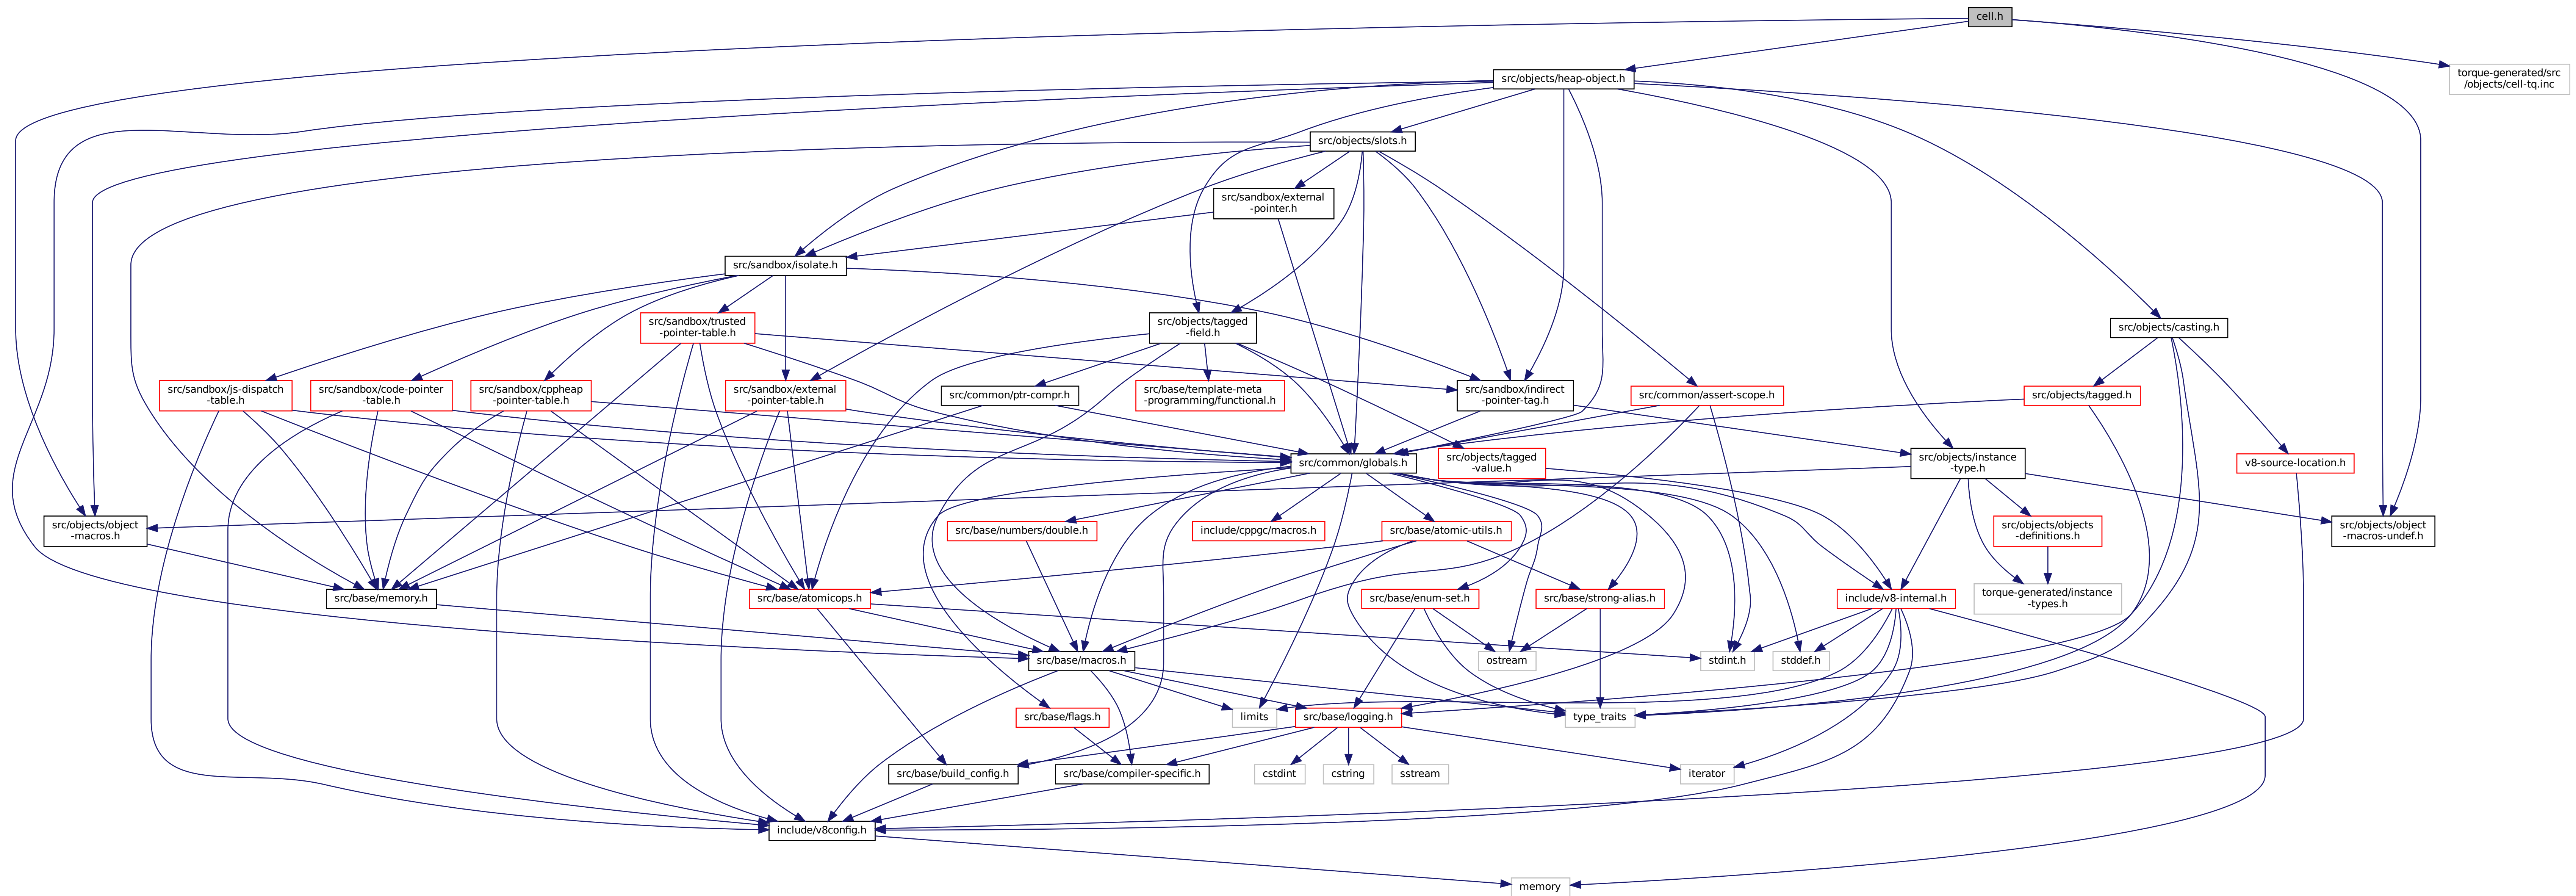 cell.h
src/objects/heap-object.h
torque-generated/src
/objects/cell-tq.inc
src/objects/slots.h
src/sandbox/external
-pointer.h
src/sandbox/isolate.h
src/sandbox/trusted
-pointer-table.h
src/objects/tagged
-field.h
src/objects/casting.h
src/sandbox/js-dispatch
-table.h
src/sandbox/code-pointer
-table.h
src/sandbox/cppheap
-pointer-table.h
src/sandbox/external
-pointer-table.h
src/common/ptr-compr.h
src/base/template-meta
-programming/functional.h
src/sandbox/indirect
-pointer-tag.h
src/common/assert-scope.h
src/objects/tagged.h
src/common/globals.h
src/objects/tagged
-value.h
src/objects/instance
-type.h
v8-source-location.h
src/objects/object
-macros.h
src/base/numbers/double.h
include/cppgc/macros.h
src/base/atomic-utils.h
src/objects/objects
-definitions.h
src/objects/object
-macros-undef.h
src/base/memory.h
src/base/atomicops.h
src/base/enum-set.h
src/base/strong-alias.h
include/v8-internal.h
torque-generated/instance
-types.h
src/base/macros.h
ostream
stdint.h
stddef.h
src/base/flags.h
limits
src/base/logging.h
type_traits
src/base/build_config.h
src/base/compiler-specific.h
cstdint
cstring
sstream
iterator
include/v8config.h
memory